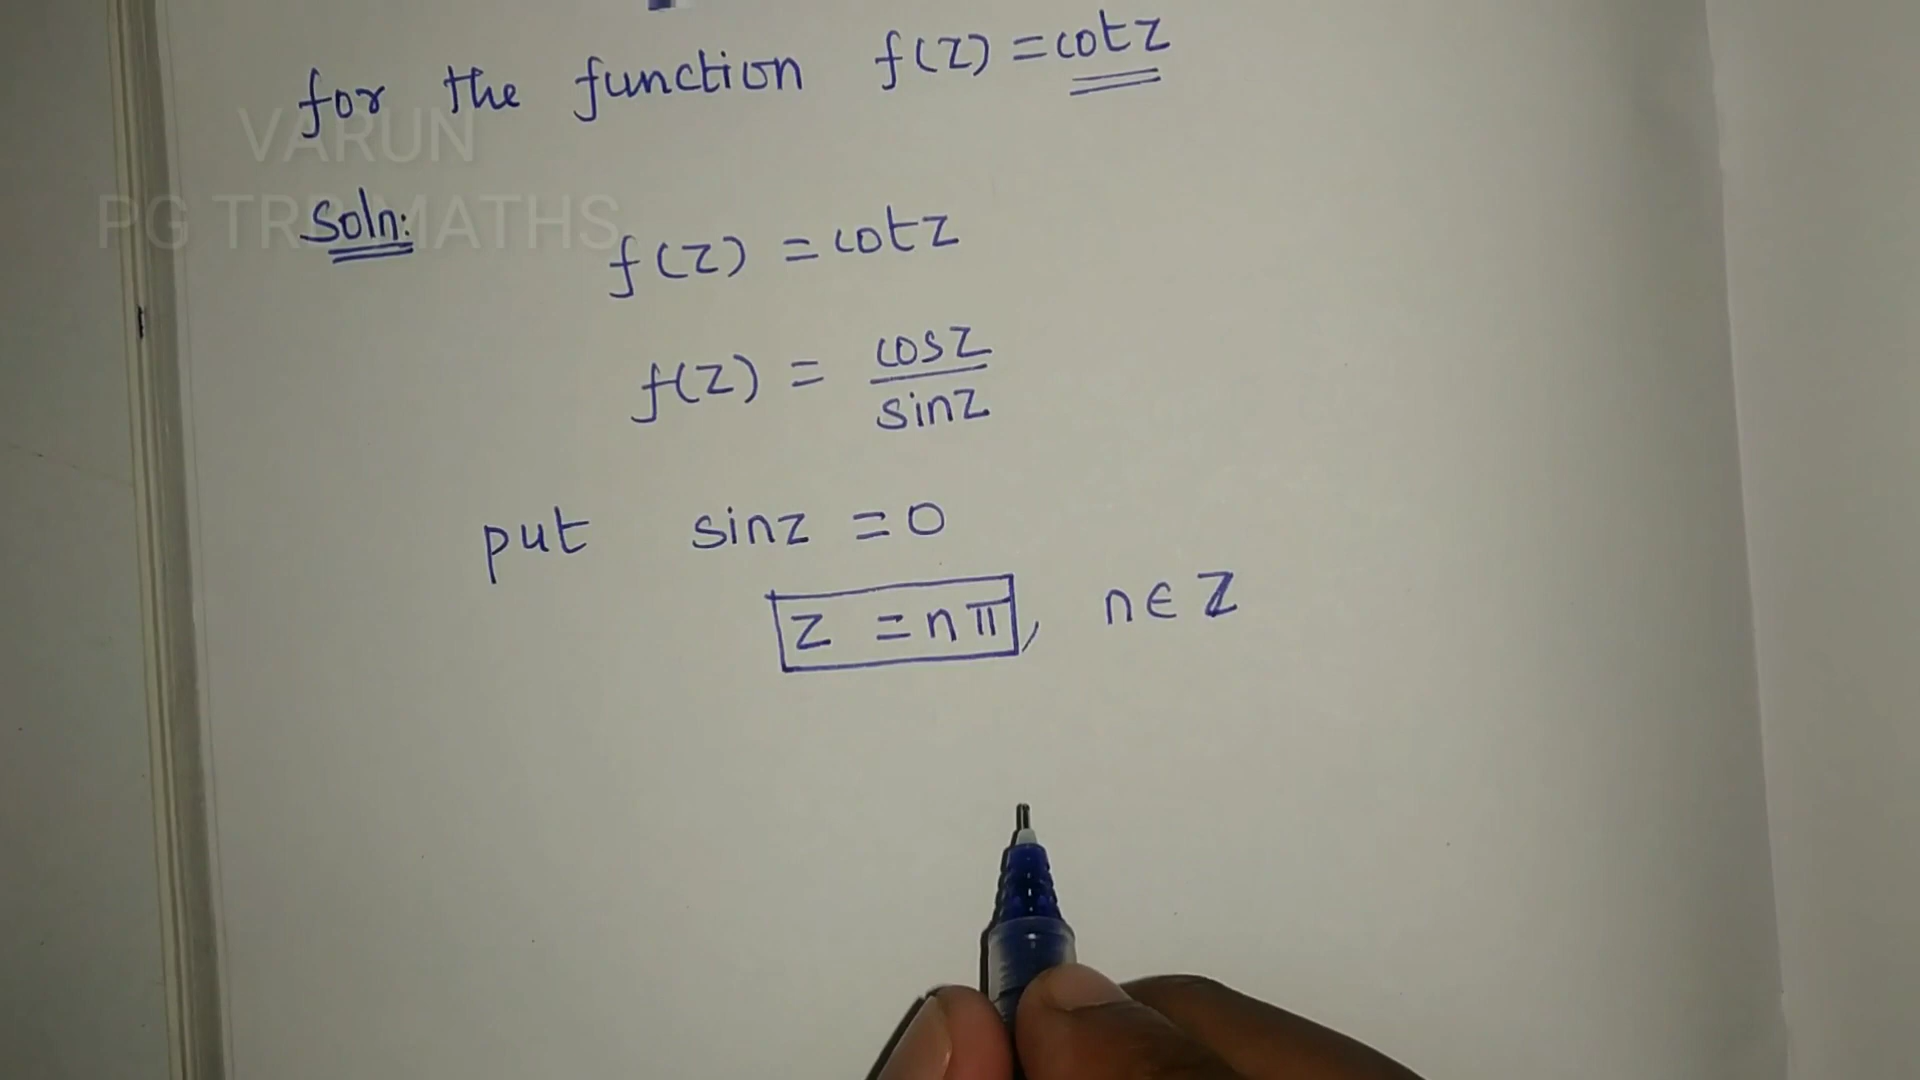 for the function f(z) = cot z
VARUN
PG TRB MATHS
Soln:
f(z) = cot z
f(z) = cos z / sin z
put sin z = 0
z = nπ, n ∈ Z